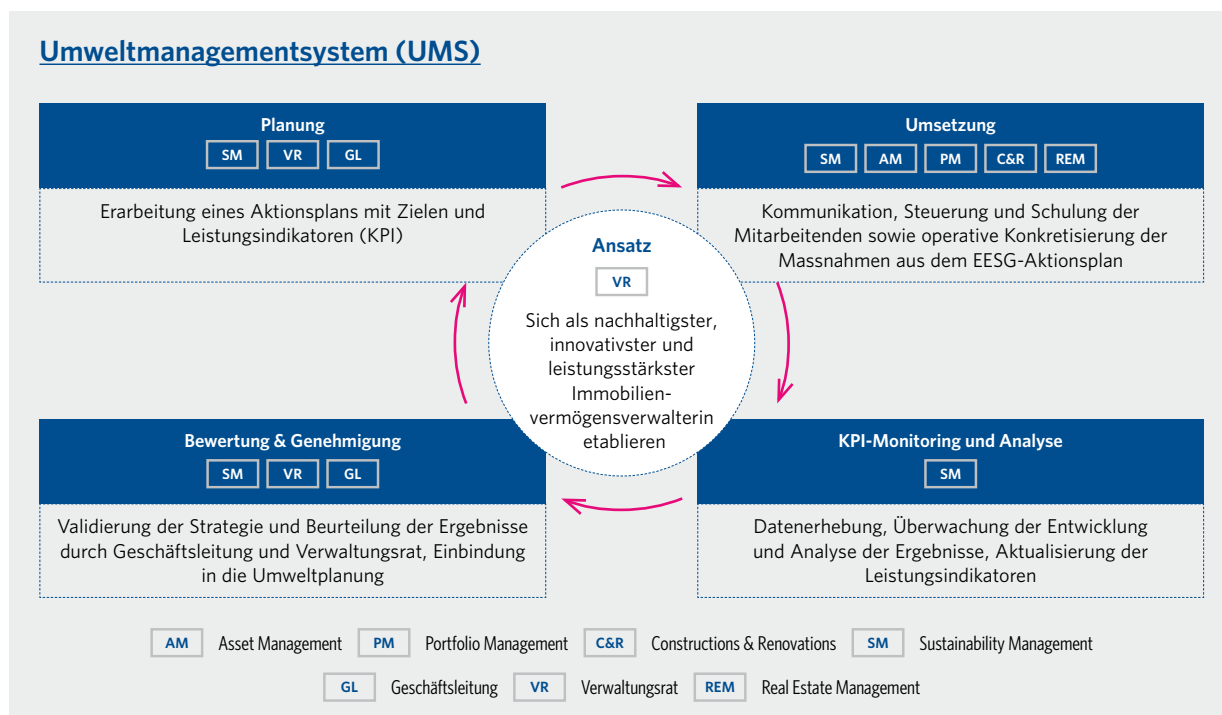 Umweltmanagementsystem (UMS)
Planung
SM VR GL
Erarbeitung eines Aktionsplans mit Zielen und
Leistungsindikatoren (KPI)
Umsetzung
SM AM PM C&R REM
Kommunikation, Steuerung und Schulung der
Mitarbeitenden sowie operative Konkretisierung der
Massnahmen aus dem EESG-Aktionsplan
Ansatz
VR
Sich als nachhaltigster,
innovativster und
leistungsstärkster
Immobilien-
vermögensverwalterin
etablieren
Bewertung & Genehmigung
SM VR GL
Validierung der Strategie und Beurteilung der Ergebnisse
durch Geschäftsleitung und Verwaltungsrat, Einbindung
in die Umweltplanung
KPI-Monitoring und Analyse
SM
Datenerhebung, Überwachung der Entwicklung
und Analyse der Ergebnisse, Aktualisierung der
Leistungsindikatoren
AM Asset Management PM Portfolio Management C&R Constructions & Renovations SM Sustainability Management
GL Geschäftsleitung VR Verwaltungsrat REM Real Estate Management